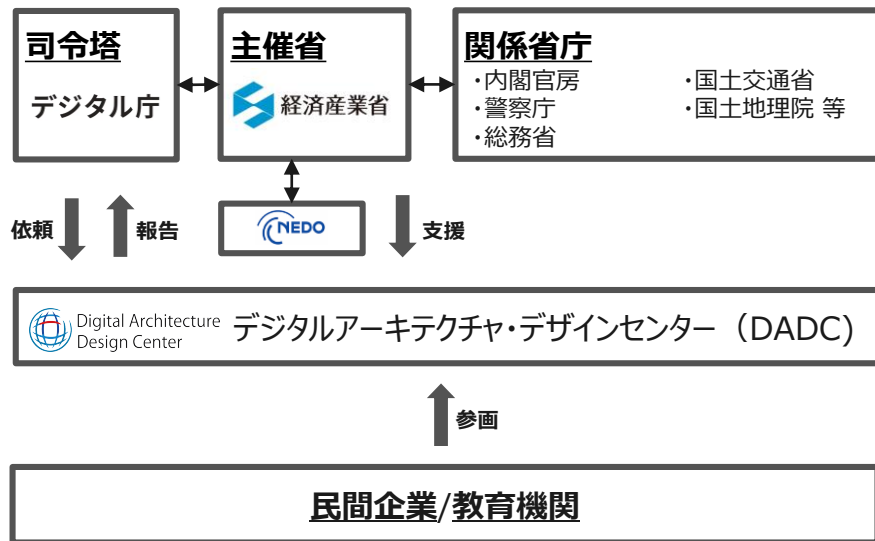 司令塔
デジタル庁
主催省
経済産業省
関係省庁
・内閣官房
・警察庁
・総務省
・国土交通省
・国土地理院 等
NEDO
依頼
報告
支援
Digital Architecture
Design Center
デジタルアーキテクチャ・デザインセンター（DADC)
参画
民間企業/教育機関